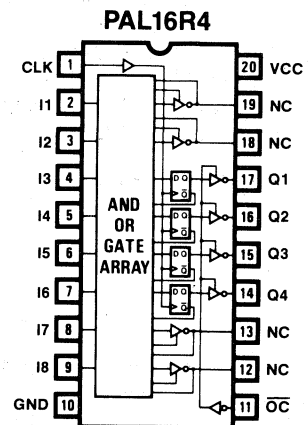 PAL16R4
CLK 1 20 VCC
I1 2 19 NC
I2 3 18 NC
I3 4 D Q Q 17 Q1
I4 5 D Q Q 16 Q2
I5 6 D Q Q 15 Q3
I6 7 D Q Q 14 Q4
AND
OR
GATE
ARRAY
I7 8 13 NC
I8 9 12 NC
GND 10 11 OC